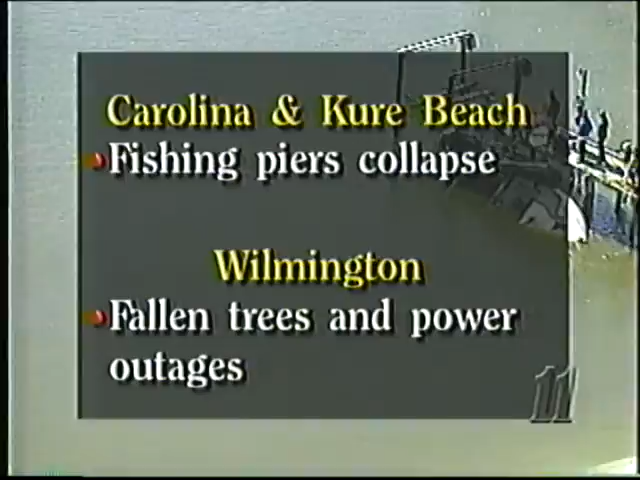 Carolina & Kure Beach
Fishing piers collapse
Wilmington
Fallen trees and power
outages
11